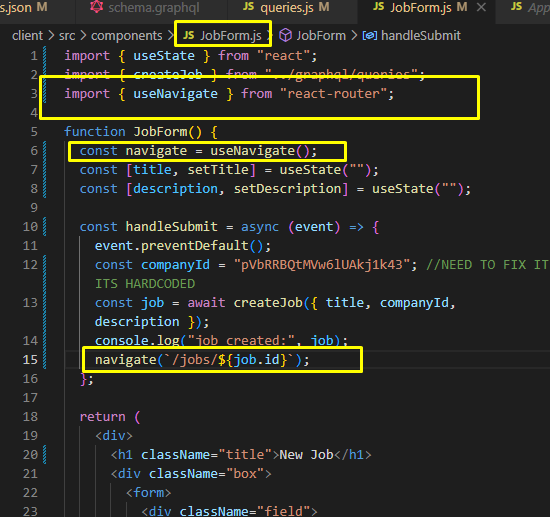 s.json
schema.graphql
JS queries.js
JS JobForm.js M
JS App
client > src > components > JS JobForm.js > JobForm > handleSubmit
1 import { useState } from "react";
2 import { createJob } from "../graphql/queries";
3 import { useNavigate } from "react-router";
4
5 function JobForm() {
6 const navigate = useNavigate();
7 const [title, setTitle] = useState("");
8 const [description, setDescription] = useState("");
9
10 const handleSubmit = async (event) => {
11 event.preventDefault();
12 const companyId = "pVbRRBQtMVw6lUAkj1k43"; //NEED TO FIX IT
ITS HARDCODED
13 const job = await createJob({ title, companyId,
description });
14 console.log("job created:", job);
15 navigate(`/jobs/${job.id}`);
16 };
17
18 return (
19 <div>
20 <h1 className="title">New Job</h1>
21 <div className="box">
22 <form>
23 <div className="field">